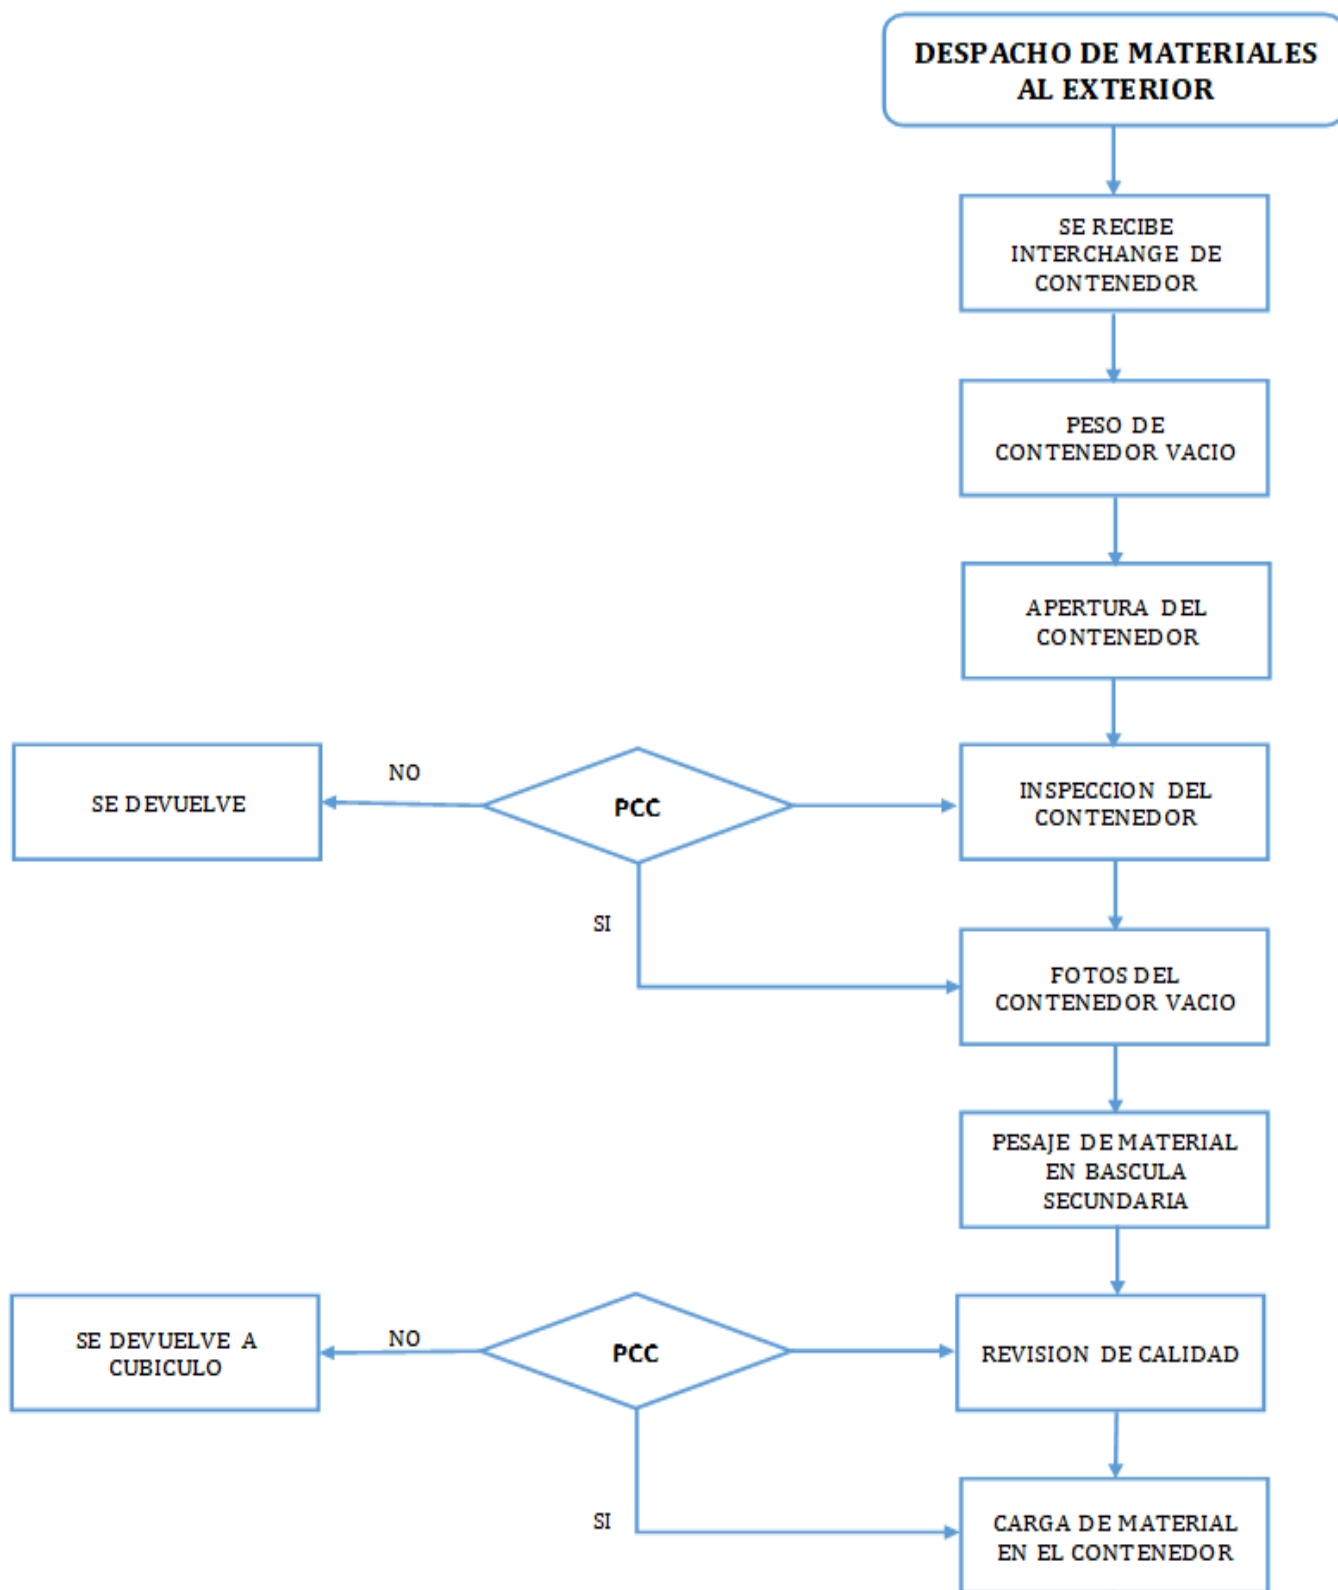 DESPACHO DE MATERIALES
AL EXTERIOR
SE RECIBE
INTERCHANGE DE
CONTENEDOR
PESO DE
CONTENEDOR VACIO
APERTURA DEL
CONTENEDOR
SE DEVUELVE
NO
PCC
INSPECCION DEL
CONTENEDOR
SI
FOTOS DEL
CONTENEDOR VACIO
PESAJE DE MATERIAL
EN BASCULA
SECUNDARIA
SE DEVUELVE A
CUBICULO
NO
PCC
REVISION DE CALIDAD
SI
CARGA DE MATERIAL
EN EL CONTENEDOR